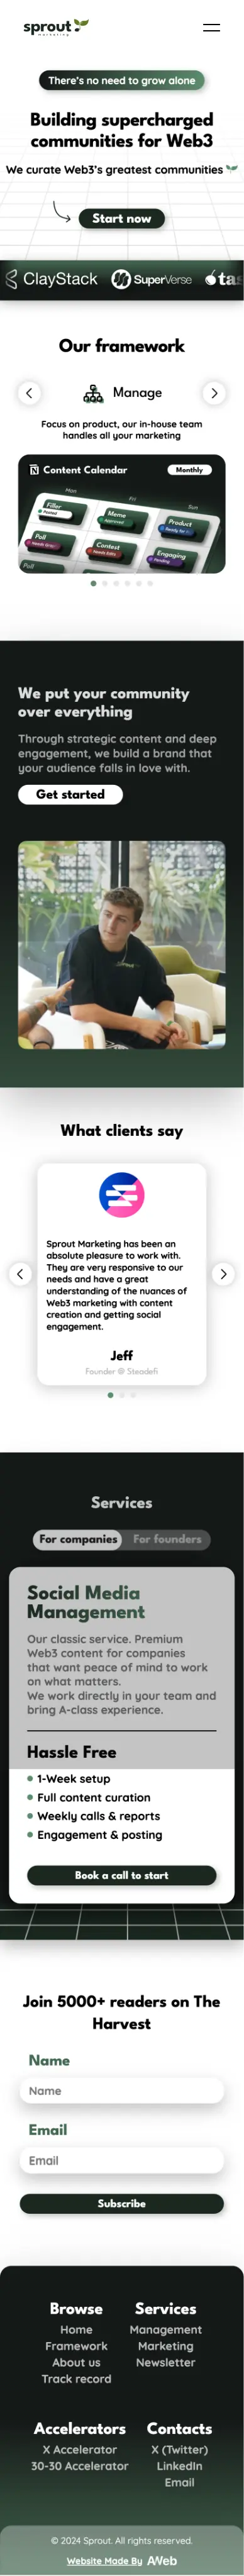 sprout
marketing
There's no need to grow alone
Building supercharged
communities for Web3
We curate Web3's greatest communities
Start now
ClayStack SuperVerse tas
Our framework
Manage
Focus on product, our in-house team
handles all your marketing
Content Calendar Monthly
Mon Fri Sun
Filler Meme Product
Posted Approved
Poll Contest Engaging
Pending
Poll
We put your community
over everything
Through strategic content and deep
engagement, we build a brand that
your audience falls in love with.
Get started
What clients say
Sprout Marketing has been an
absolute pleasure to work with.
They are very responsive to our
needs and have a great
understanding of the nuances of
Web3 marketing with content
creation and getting social
engagement.
Jeff
Founder @ Steadefi
Services
For companies For founders
Social Media
Management
Our classic service. Premium
Web3 content for companies
that want peace of mind to work
on what matters.
We work directly in your team and
bring A-class experience.
Hassle Free
1-Week setup
Full content curation
Weekly calls & reports
Engagement & posting
Book a call to start
Join 5000+ readers on The
Harvest
Name
Name
Email
Email
Subscribe
Browse Services
Home Management
Framework Marketing
About us Newsletter
Track record
Accelerators Contacts
X Accelerator X (Twitter)
30-30 Accelerator LinkedIn
Email
© 2024 Sprout. All rights reserved.
Website Made By AWeb